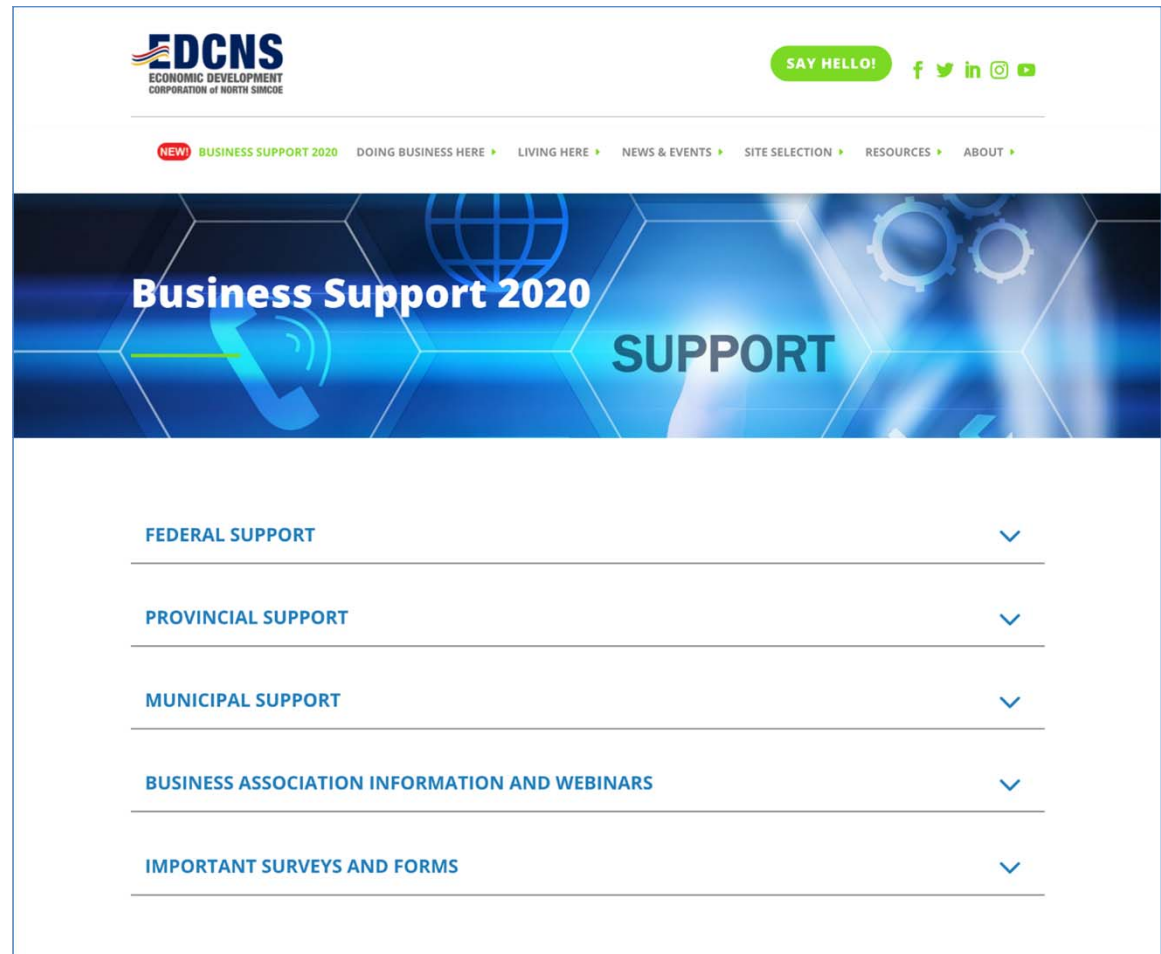 EDCNS
ECONOMIC DEVELOPMENT
CORPORATION of NORTH SIMCOE
SAY HELLO!
NEW! BUSINESS SUPPORT 2020 DOING BUSINESS HERE LIVING HERE NEWS & EVENTS SITE SELECTION RESOURCES ABOUT
Business Support 2020
SUPPORT
FEDERAL SUPPORT
PROVINCIAL SUPPORT
MUNICIPAL SUPPORT
BUSINESS ASSOCIATION INFORMATION AND WEBINARS
IMPORTANT SURVEYS AND FORMS